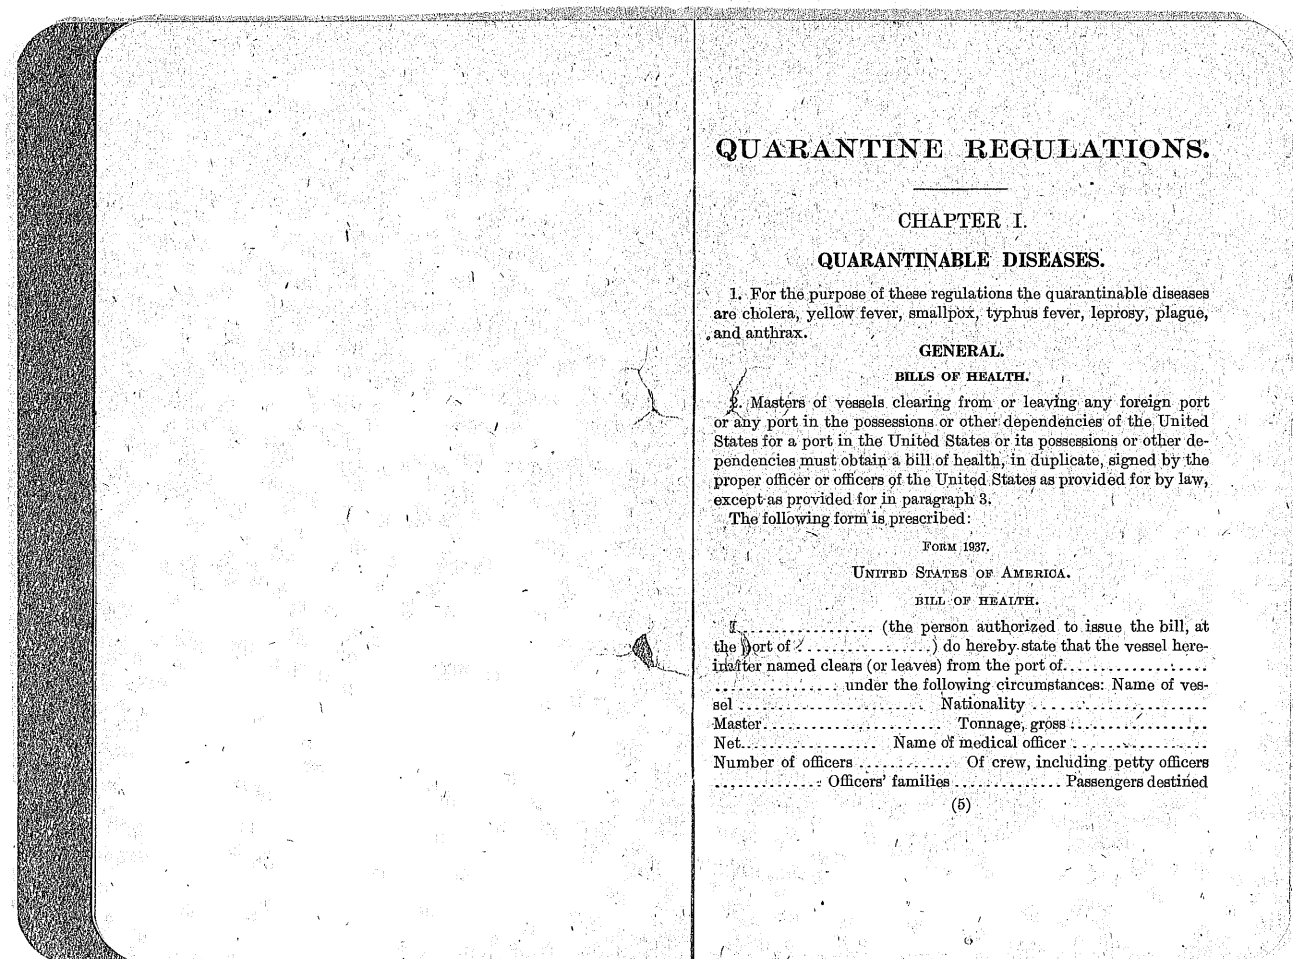 QUARANTINE REGULATIONS.
CHAPTER I.
QUARANTINABLE DISEASES.
1. For the purpose of these regulations the quarantinable diseases
are cholera, yellow fever, smallpox, typhus fever, leprosy, plague,
and anthrax.
GENERAL.
BILLS OF HEALTH.
2. Masters of vessels clearing from or leaving any foreign port
or any port in the possessions or other dependencies of the United
States for a port in the United States or its possessions or other de-
pendencies must obtain a bill of health, in duplicate, signed by the
proper officer or officers of the United States as provided for by law,
except as provided for in paragraph 3.
The following form is prescribed:
FORM 1937.
UNITED STATES OF AMERICA.
BILL OF HEALTH.
I, ................ (the person authorized to issue the bill, at
the port of ................) do hereby state that the vessel here-
inafter named clears (or leaves) from the port of..................
................ under the following circumstances: Name of ves-
sel ....................... Nationality ......................
Master...................... Tonnage, gross .................
Net................. Name of medical officer .................
Number of officers ............ Of crew, including petty officers
.............. Officers' families ............. Passengers destined
(5)